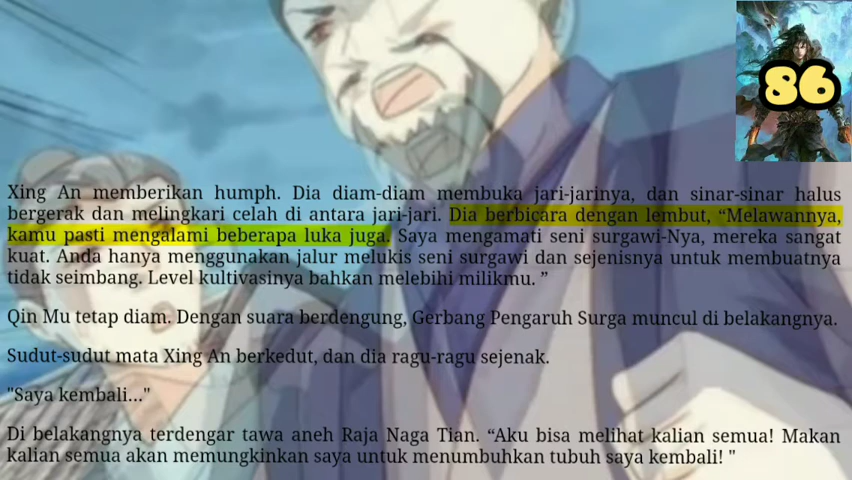 86
Xing An memberikan humph. Dia diam-diam membuka jari-jarinya, dan sinar-sinar halus
bergerak dan melingkari celah di antara jari-jari. Dia berbicara dengan lembut, “Melawannya,
kamu pasti mengalami beberapa luka juga. Saya mengamati seni surgawi-Nya, mereka sangat
kuat. Anda hanya menggunakan jalur melukis seni surgawi dan sejenisnya untuk membuatnya
tidak seimbang. Level kultivasinya bahkan melebihi milikmu. ”
Qin Mu tetap diam. Dengan suara berdengung, Gerbang Pengaruh Surga muncul di belakangnya.
Sudut-sudut mata Xing An berkedut, dan dia ragu-ragu sejenak.
"Saya kembali..."
Di belakangnya terdengar tawa aneh Raja Naga Tian. “Aku bisa melihat kalian semua! Makan
kalian semua akan memungkinkan saya untuk menumbuhkan tubuh saya kembali! "